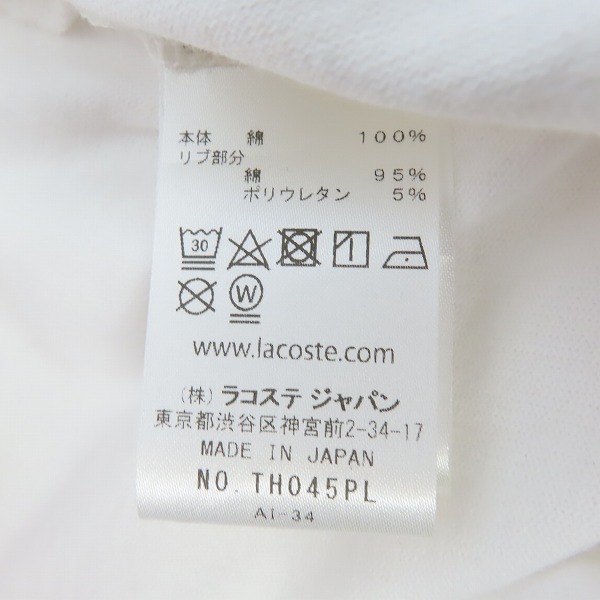 本体 綿 100%
リブ部分
綿 95%
ポリウレタン 5%
30
W
www.lacoste.com
(株) ラコステ ジャパン
東京都渋谷区神宮前2-34-17
MADE IN JAPAN
NO. TH045PL
AI-34